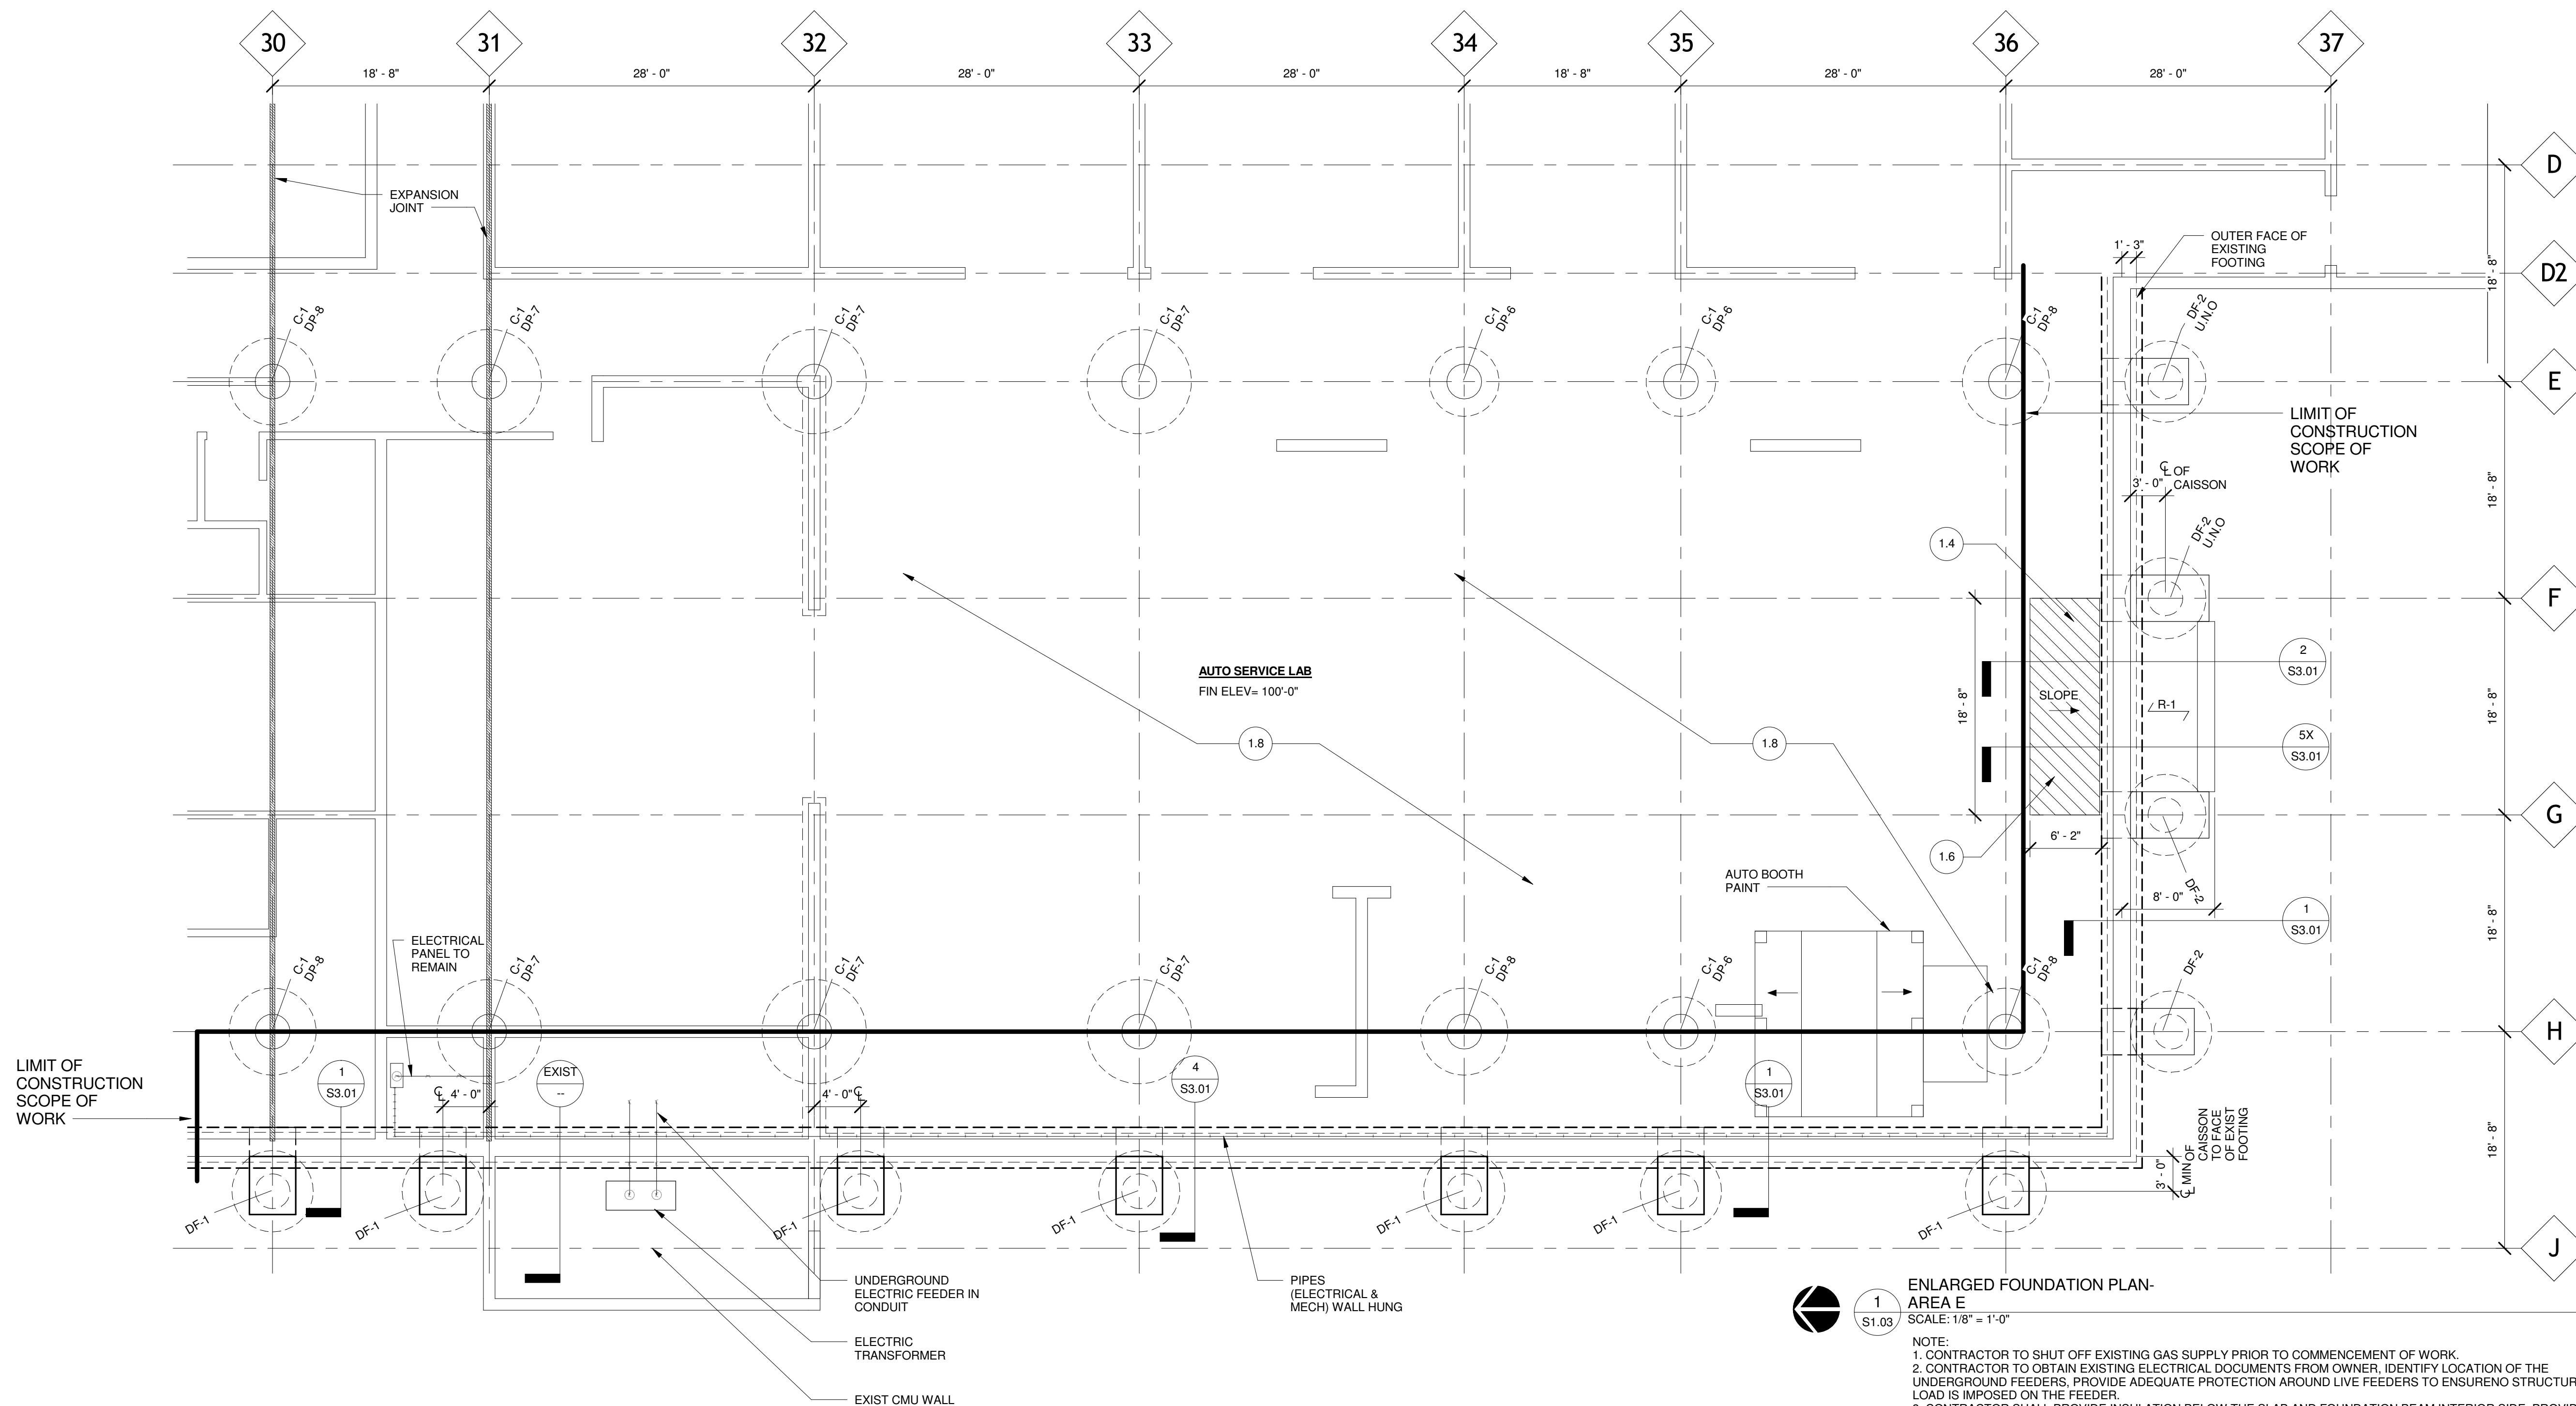 30
31
32
33
34
35
36
37
18' - 8"
28' - 0"
28' - 0"
28' - 0"
18' - 8"
28' - 0"
28' - 0"
D
EXPANSION
JOINT
OUTER FACE OF
EXISTING
FOOTING
1' - 3"
18' - 8"
D2
C-1
DP-8
C-1
DP-7
C-1
DP-7
C-1
DP-7
C-1
DP-6
C-1
DP-6
C-1
DP-8
DF-2
U.N.O
E
LIMIT OF
CONSTRUCTION
SCOPE OF
WORK
℄ OF
CAISSON
3' - 0"
18' - 8"
DF-2
U.N.O
1.4
F
2
S3.01
AUTO SERVICE LAB
FIN ELEV= 100'-0"
SLOPE
R-1
18' - 8"
18' - 8"
1.8
1.8
5X
S3.01
G
6' - 2"
1.6
AUTO BOOTH
PAINT
DF-2
8' - 0"
1
S3.01
18' - 8"
ELECTRICAL
PANEL TO
REMAIN
C-1
DP-8
C-1
DP-7
C-1
DF-7
C-1
DP-7
C-1
DP-8
C-1
DP-6
C-1
DP-8
DF-2
H
LIMIT OF
CONSTRUCTION
SCOPE OF
WORK
1
S3.01
℄ 4' - 0"
EXIST
--
4' - 0" ℄
4
S3.01
1
S3.01
3' - 0"
℄ MIN OF
CAISSON
TO FACE
OF EXIST
FOOTING
18' - 8"
DF-1
DF-1
DF-1
DF-1
DF-1
DF-1
DF-1
J
UNDERGROUND
ELECTRIC FEEDER IN
CONDUIT
PIPES
(ELECTRICAL &
MECH) WALL HUNG
ELECTRIC
TRANSFORMER
EXIST CMU WALL
1
S1.03
ENLARGED FOUNDATION PLAN-
AREA E
SCALE: 1/8" = 1'-0"
NOTE:
1. CONTRACTOR TO SHUT OFF EXISTING GAS SUPPLY PRIOR TO COMMENCEMENT OF WORK.
2. CONTRACTOR TO OBTAIN EXISTING ELECTRICAL DOCUMENTS FROM OWNER, IDENTIFY LOCATION OF THE
UNDERGROUND FEEDERS, PROVIDE ADEQUATE PROTECTION AROUND LIVE FEEDERS TO ENSURENO STRUCTUR
LOAD IS IMPOSED ON THE FEEDER.